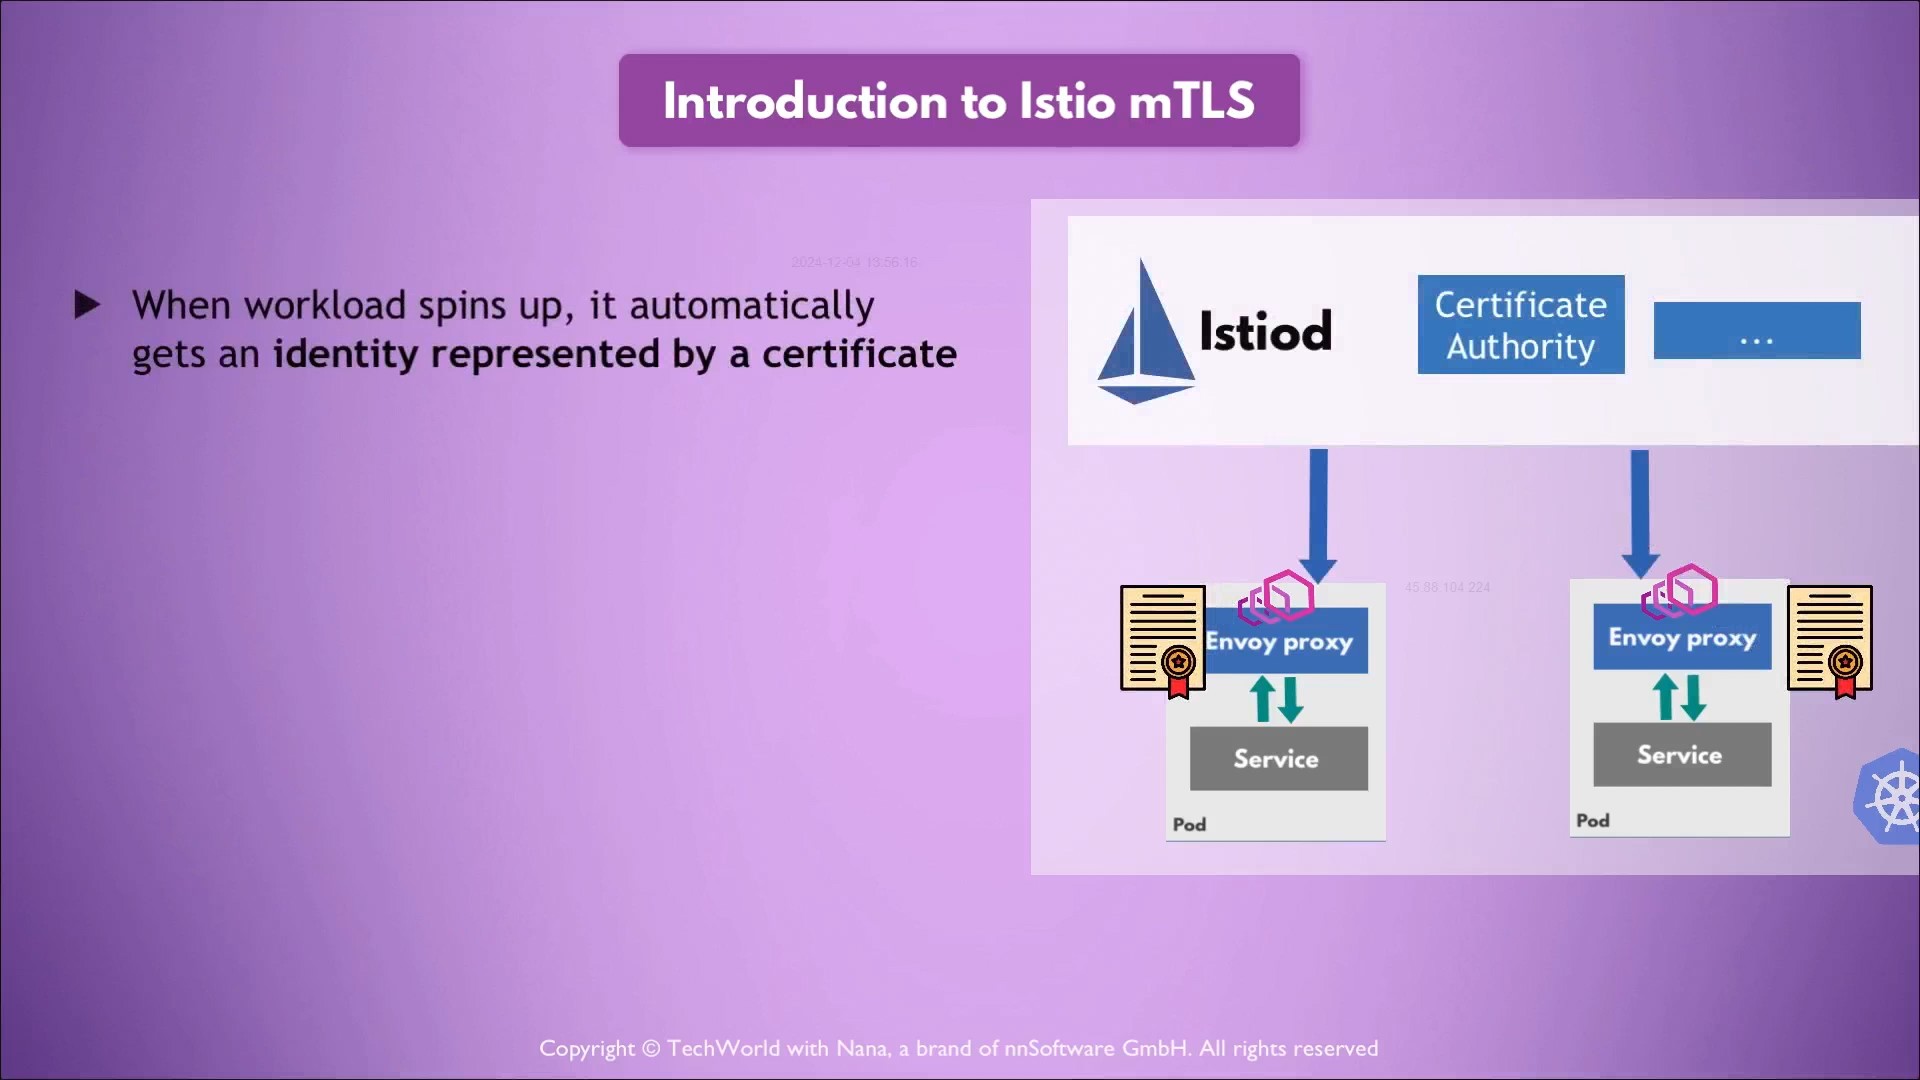 Introduction to Istio mTLS
2024-12-04 13:56:16
When workload spins up, it automatically
gets an identity represented by a certificate
Istiod
Certificate
Authority
...
45.88.104.224
Envoy proxy
Service
Pod
Envoy proxy
Service
Pod
Copyright © TechWorld with Nana, a brand of nnSoftware GmbH. All rights reserved